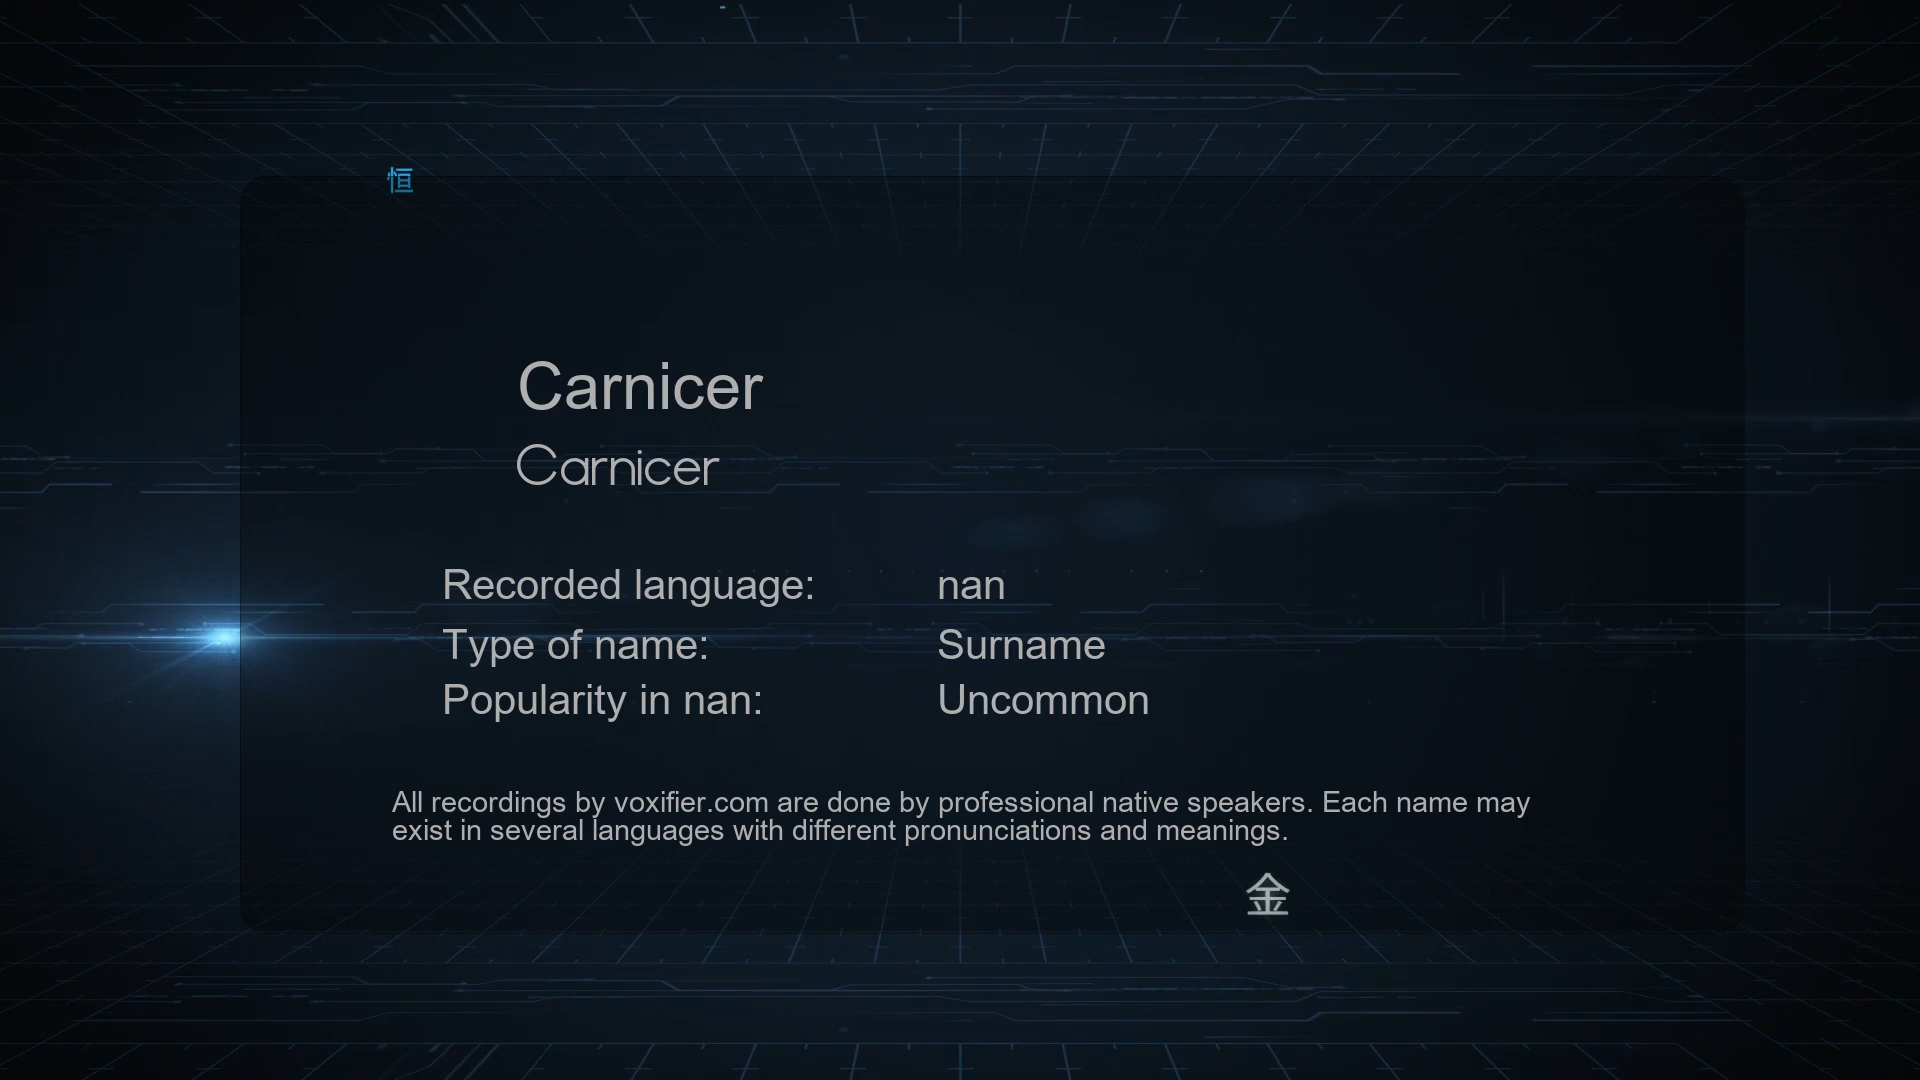 恒
Carnicer
Carnicer
Recorded language: nan
Type of name: Surname
Popularity in nan: Uncommon
All recordings by voxifier.com are done by professional native speakers. Each name may
exist in several languages with different pronunciations and meanings.
金